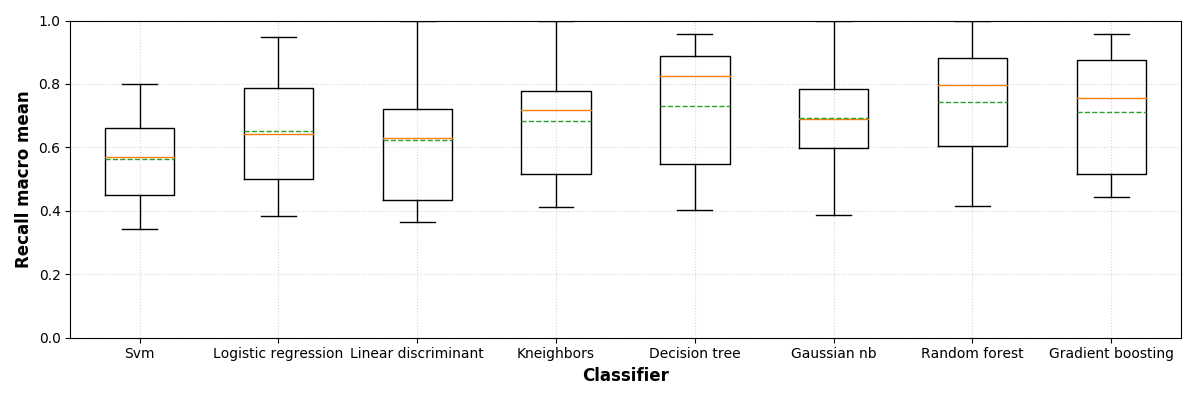 Recall macro mean
1.0
0.8
0.6
0.4
0.2
0.0
Svm Logistic regression Linear discriminant Kneighbors Decision tree Gaussian nb Random forest Gradient boosting
Classifier